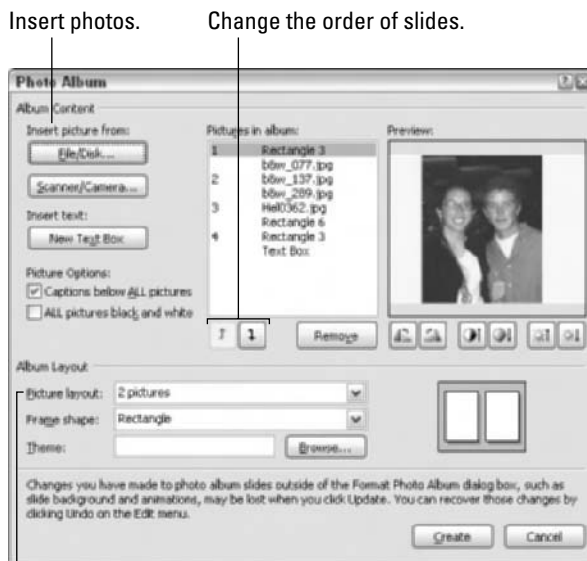 Insert photos. Change the order of slides.
Photo Album
Album Content
Insert picture from: Pictures in album: Preview:
File/Disk...
Scanner/Camera...
Insert text:
New Text Box
Picture Options:
Captions below ALL pictures
ALL pictures black and white
1 Rectangle 3
b&w_077.jpg
2 b&w_137.jpg
b&w_289.jpg
3 Hiel0362.jpg
Rectangle 6
4 Rectangle 3
Text Box
Remove
Album Layout
Picture layout: 2 pictures
Frame shape: Rectangle
Theme: Browse...
Changes you have made to photo album slides outside of the Format Photo Album dialog box, such as
slide background and animations, may be lost when you click Update. You can recover those changes by
clicking Undo on the Edit menu.
Create Cancel